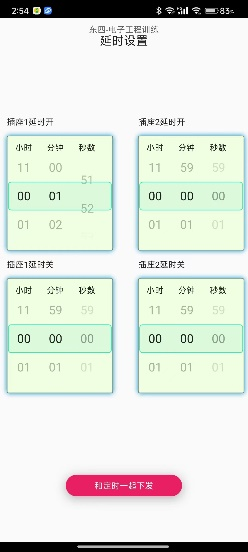 2:54 83%
东四-电子工程训练
延时设置
插座1延时开 插座2延时开
小时 分钟 秒数 小时 分钟 秒数
11 00 51 11 59 59
00 01 52 00 00 00
01 02 01 01 01
插座1延时关 插座2延时关
小时 分钟 秒数 小时 分钟 秒数
11 59 59 11 59 59
00 00 00 00 00 00
01 01 01 01 01 01
和定时一起下发